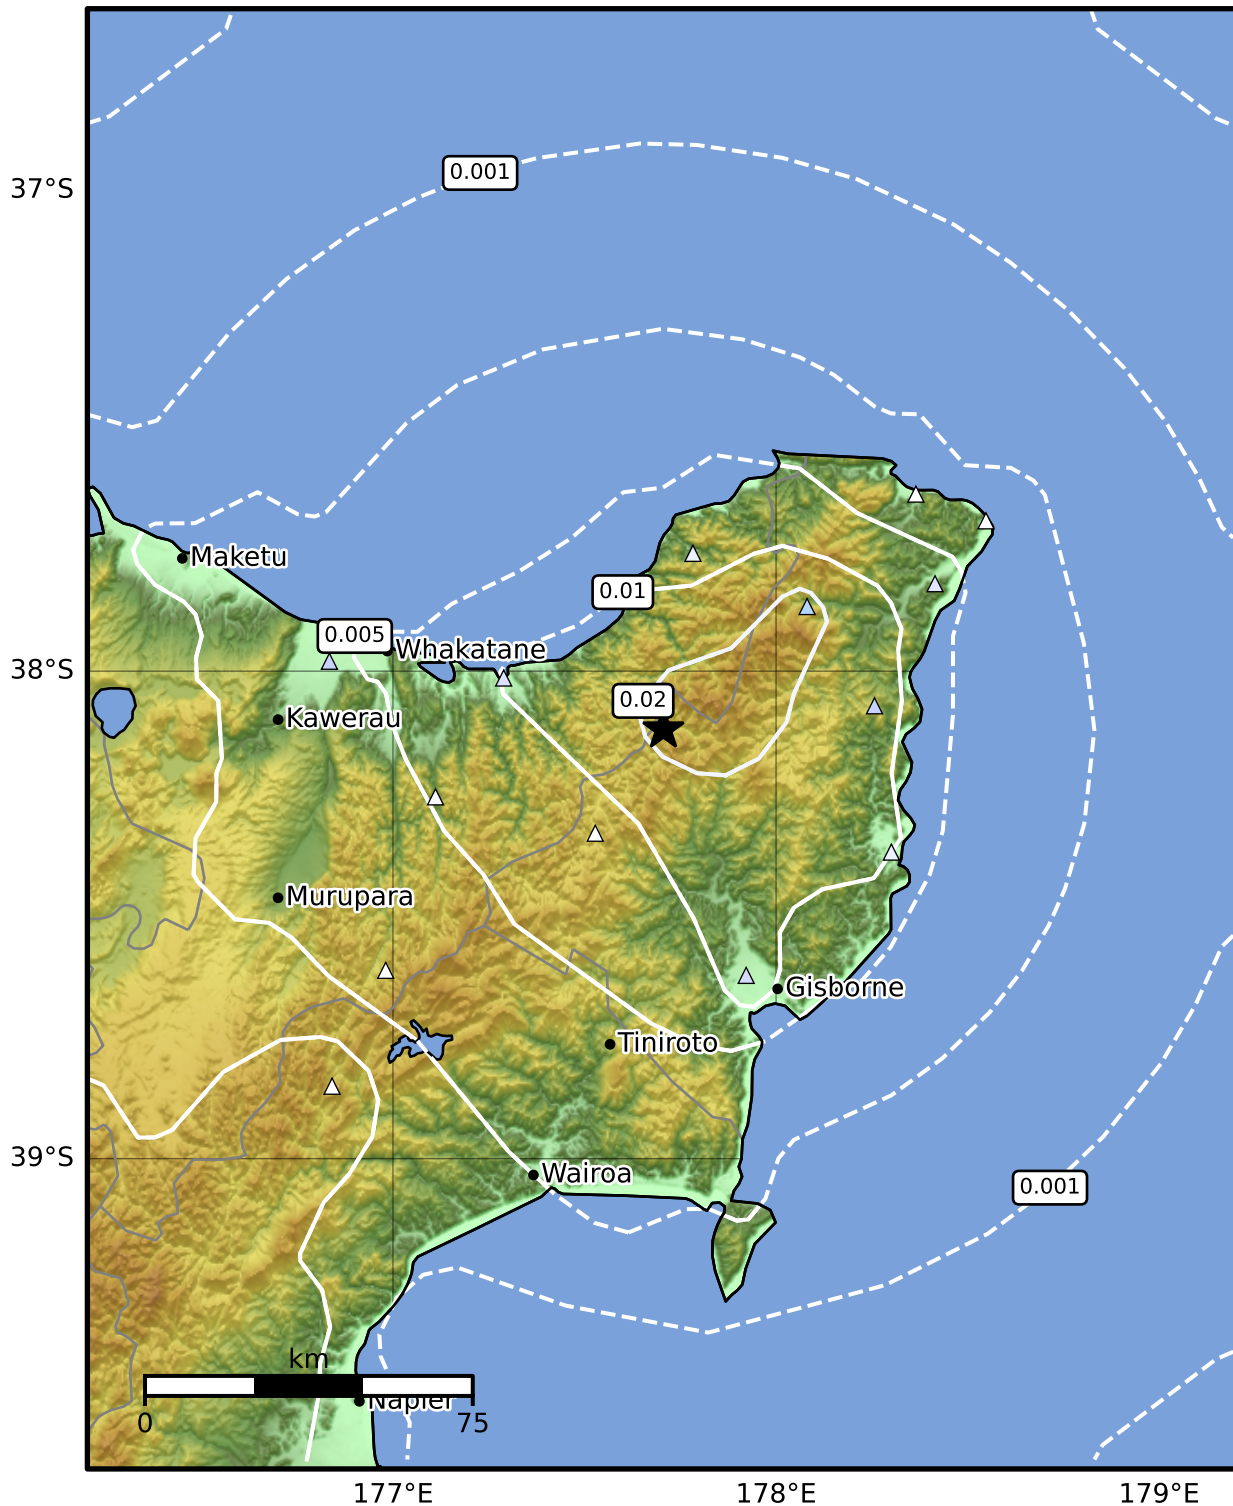 0.001
37°S
Maketu
0.01
0.005
Whakatane
38°S
0.02
Kawerau
Murupara
Gisborne
Tiniroto
39°S
Wairoa
0.001
km
Napier
0 75
177°E 178°E 179°E